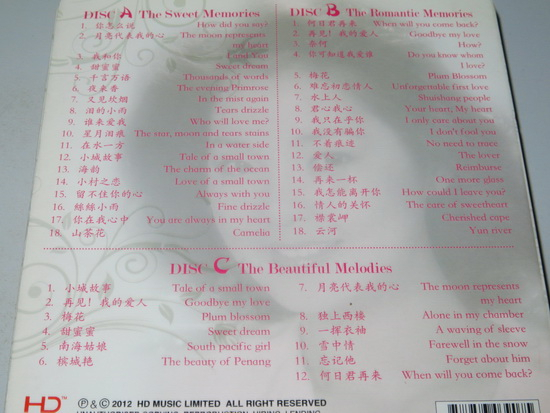 DISC A The Sweet Memories
1. 你怎么说 How did you say?
2. 月亮代表我的心 The moon represents
my heart
3. 我和你
4. 甜蜜蜜 Sweet dream
5. 千言万语 Thousands of words
6. 夜来香 The evening Primrose
7. 又见炊烟 In the mist again
8. 泪的小雨 Tears drizzle
9. 谁来爱我 Who will love me?
10. 星月泪痕 The star, moon and tears stains
11. 在水一方 In a water side
12. 小城故事 Tale of a small town
13. 海韵 The charm of the ocean
14. 小村之恋 Love of a small town
15. 留不住你的心 Always with you
16. 丝丝小雨 Fine drizzle
17. 你在我心中 You are always in my heart
18. 山茶花 Camelia
DISC B The Romantic Memories
1. 何日君再来 When will you come back?
2. 再见!我的爱人 Goodbye my love
3. 奈何 How?
4. 你可知道我爱谁 Do you know whom
I love?
5. 梅花 Plum Blossom
6. 难忘初恋情人 Unforgettable first love
7. 水上人 Shuishang people
8. 君心我心 Your heart, My heart
9. 我只在乎你 I only care about you
10. 我没有骗你 I don't fool you
11. 不着痕迹 No need to trace
12. 爱人 The lover
13. 偿还 Reimburse
14. 再来一杯 One more glass
15. 我怎能离开你 How could I leave you?
16. 情人的关怀 The care of sweetheart
17. 襟裳岬 Cherished cape
18. 云河 Yun river
DISC C The Beautiful Melodies
1. 小城故事 Tale of a small town
2. 再见!我的爱人 Goodbye my love
3. 梅花 Plum blossom
4. 甜蜜蜜 Sweet dream
5. 南海姑娘 South pacific girl
6. 槟城艳 The beauty of Penang
7. 月亮代表我的心 The moon represents
my heart
8. 独上西楼 Alone in my chamber
9. 一挥衣袖 A waving of sleeve
10. 雪中情 Farewell in the snow
11. 忘记他 Forget about him
12. 何日君再来 When will you come back?
HD™ ℗ & © 2012 HD MUSIC LIMITED ALL RIGHT RESERVED